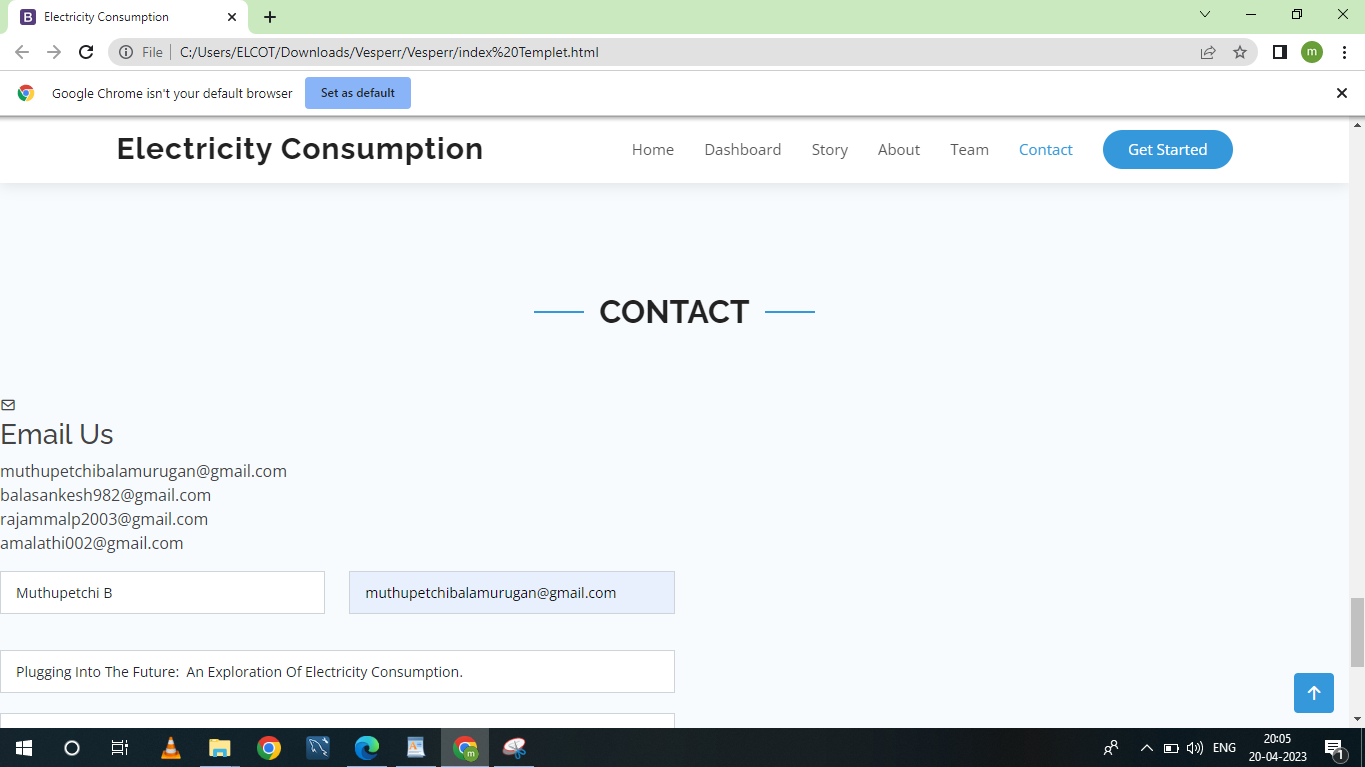 Electricity Consumption
File
C:/Users/ELCOT/Downloads/Vesperr/Vesperr/index%20Templet.html
m
Google Chrome isn't your default browser
Set as default
Electricity Consumption
Home Dashboard Story About Team Contact Get Started
CONTACT
Email Us
muthupetchibalamurugan@gmail.com
balasankesh982@gmail.com
rajammalp2003@gmail.com
amalathi002@gmail.com
Muthupetchi B
muthupetchibalamurugan@gmail.com
Plugging Into The Future:  An Exploration Of Electricity Consumption.
m
ENG
20:05
20-04-2023
1